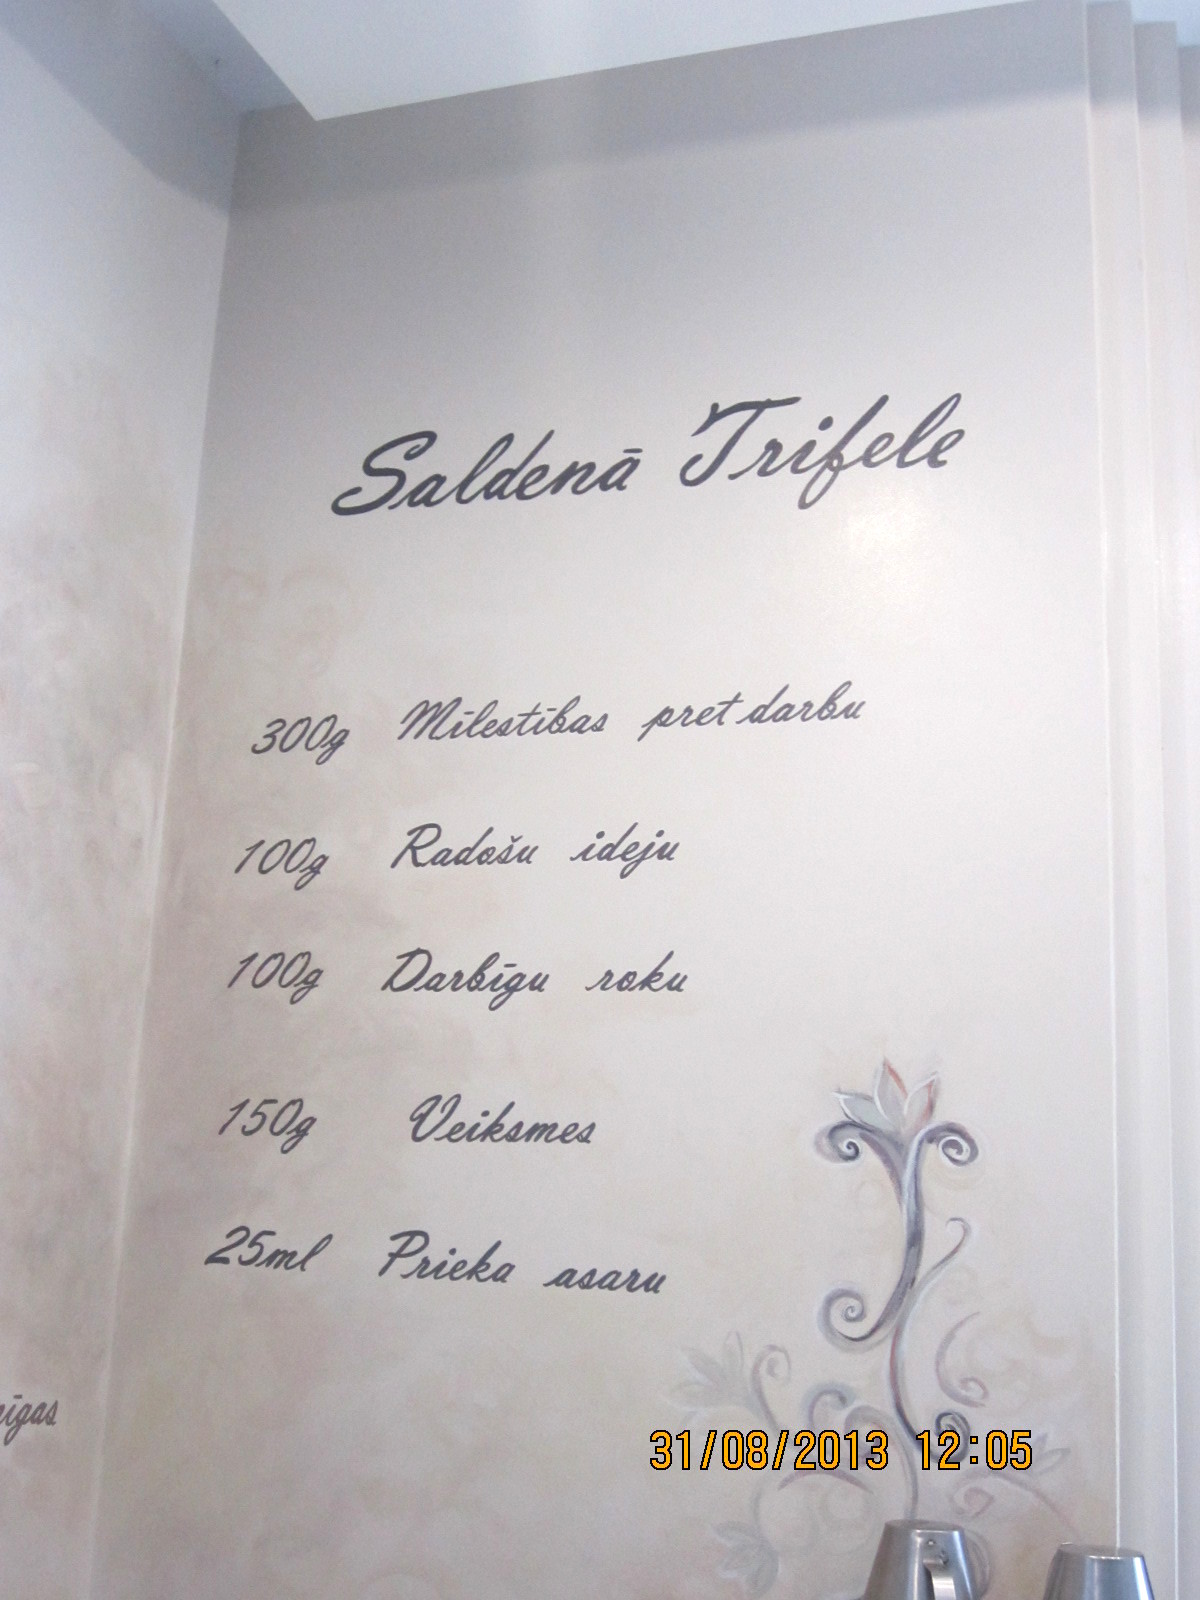 Saldenā Trifele
300g Mīlestības pret darbu
100g Radošu ideju
100g Darbīgu roku
150g Veiksmes
25ml Prieka asaru
31/08/2013 12:05